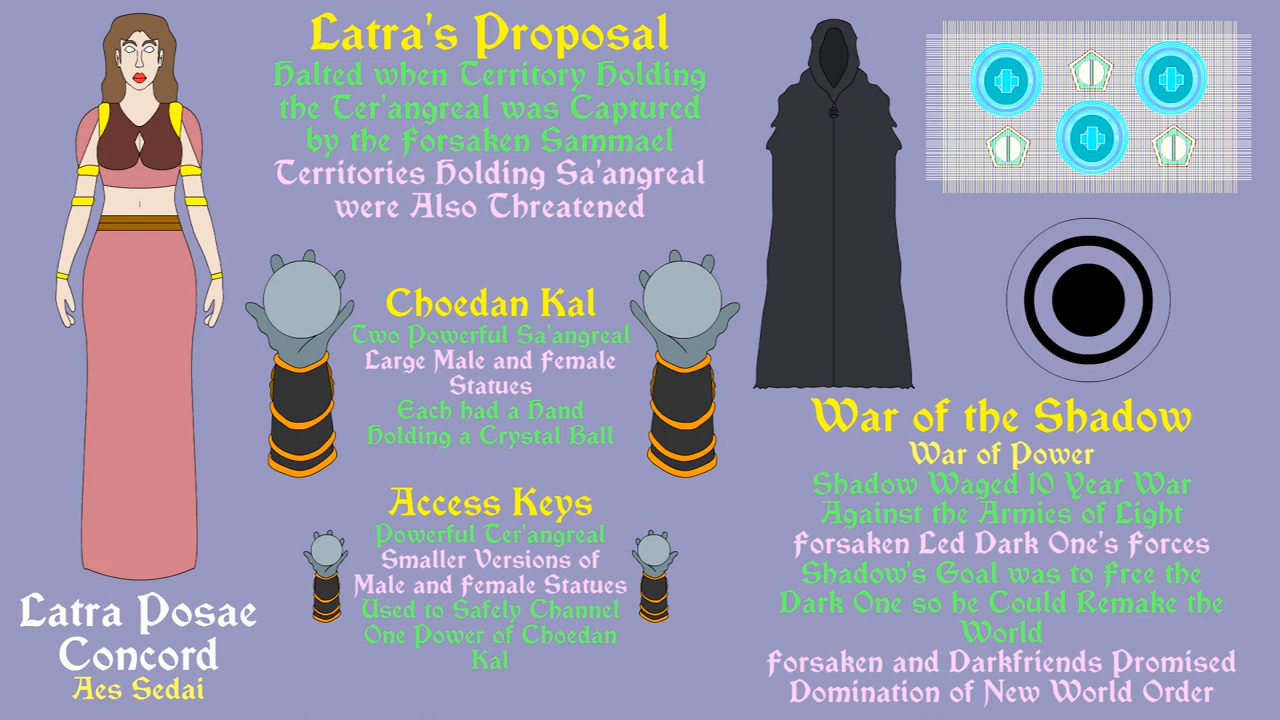 Latra's Proposal
Halted when Territory Holding
the Ter'angreal was Captured
by the Forsaken Sammael
Territories Holding Sa'angreal
were Also Threatened
Choedan Kal
Two Powerful Sa'angreal
Large Male and Female
Statues
Each had a Hand
Holding a Crystal Ball
Access Keys
Powerful Ter'angreal
Smaller Versions of
Male and Female Statues
Used to Safely Channel
One Power of Choedan
Kal
Latra Posae
Concord
Aes Sedai
War of the Shadow
War of Power
Shadow Waged 10 Year War
Against the Armies of Light
Forsaken Led Dark One's Forces
Shadow's Goal was to Free the
Dark One so he Could Remake the
World
Forsaken and Darkfriends Promised
Domination of New World Order